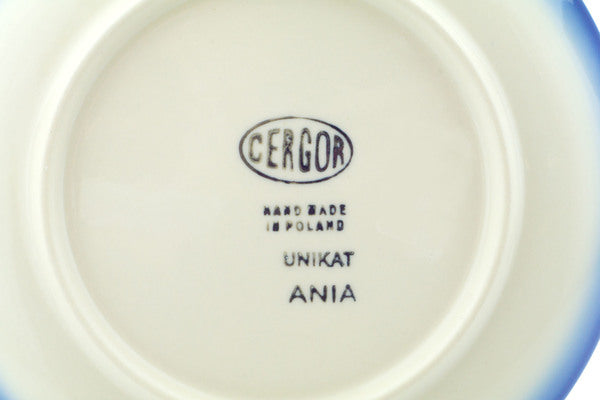 CERGOR
HAND MADE
IN POLAND
UNIKAT
ANIA